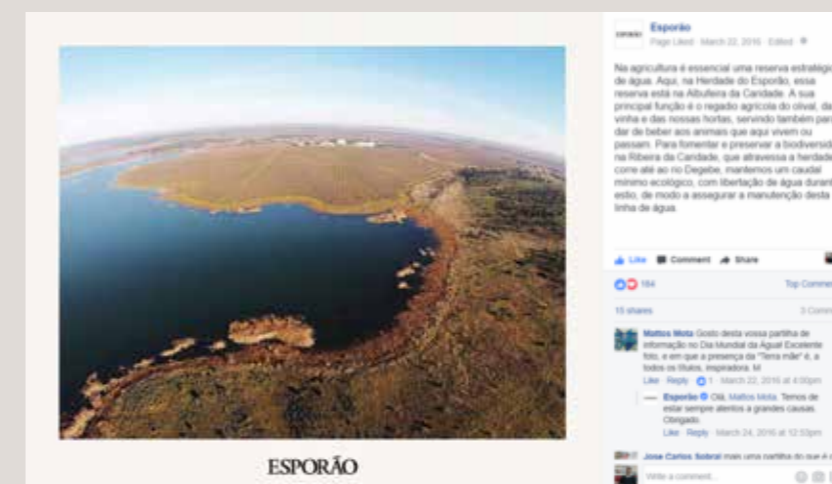 ESPORÃO
Esporão
Page Liked · March 22, 2016 · Edited ·
Na agricultura é essencial uma reserva
de água. Aqui, na Herdade do Esporão, essa
reserva está na Albufeira da Caridade. A sua
principal função é o regadio agrícola do olival, da
vinha e das nossas hortas, servindo também
dar de beber aos animais que aqui vivem ou
passam. Para fomentar e preservar a
na Ribeira da Caridade, que atravessa a
corre até ao rio Degebe, mantemos um caudal
mínimo ecológico, com libertação de água
estio, de modo a assegurar a manutenção desta
linha de água.
Like Comment Share
184 Top
15 shares 3
Mattos Mota Gosto desta vossa partilha de
informação no Dia Mundial da Água! Excelente
foto, e em que a presença da "Terra mãe" é, a
todos os títulos, inspiradora. M
Like · Reply · 1 · March 22, 2016 at 4:00pm
Esporão Olá, Mattos Mota. Temos de
estar sempre atentos a grandes causas.
Obrigado.
Like · Reply · March 24, 2016 at 12:53pm
Jose Carlos Sobral mais uma partilha do que é
Write a comment...